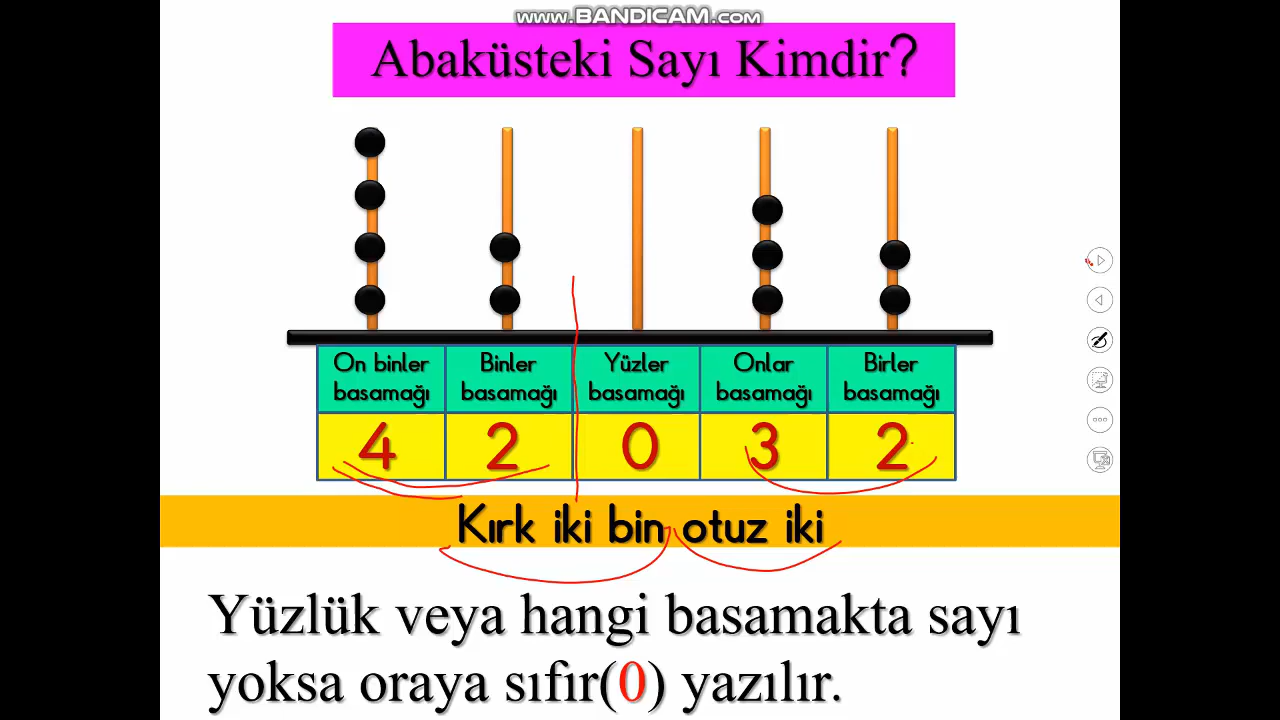 www.BANDICAM.com
Abaküsteki Sayı Kimdir?
On binler basamağı
Binler basamağı
Yüzler basamağı
Onlar basamağı
Birler basamağı
4 2 0 3 2
Kırk iki bin otuz iki
Yüzlük veya hangi basamakta sayı
yoksa oraya sıfır(0) yazılır.